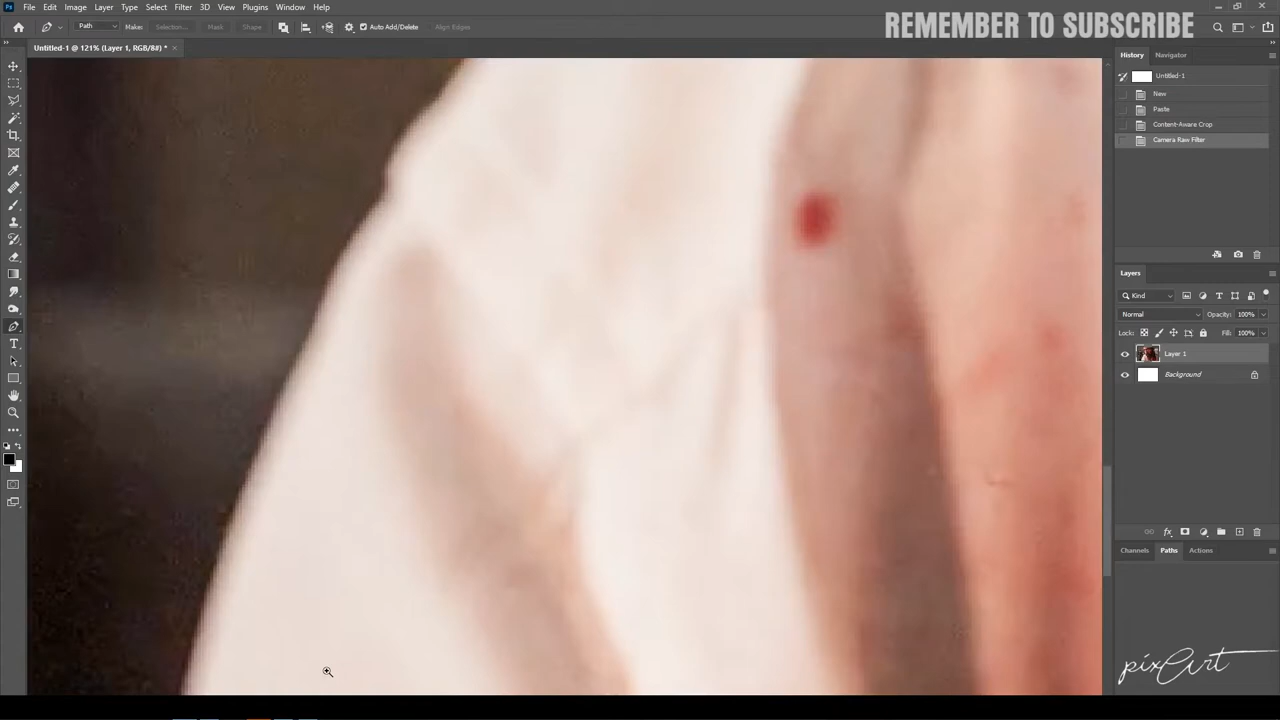 File Edit Image Layer Type Select Filter 3D View Plugins Window Help
REMEMBER TO SUBSCRIBE
Path Make: Selection... Mask Shape Auto Add/Delete Align Edges
Untitled-1 @ 121% (Layer 1, RGB/8#) *
History Navigator
Untitled-1
New
Paste
Content-Aware Crop
Camera Raw Filter
Layers
Kind
Normal Opacity: 100%
Lock: Fill: 100%
Layer 1
Background
Channels Paths Actions
pixArt